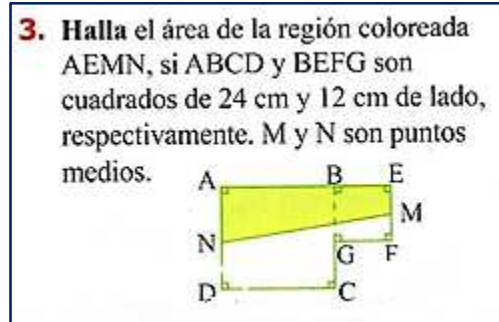 3. Halla el área de la región coloreada
AEMN, si ABCD y BEFG son
cuadrados de 24 cm y 12 cm de lado,
respectivamente. M y N son puntos
medios.
A B E
M
N
G F
D C